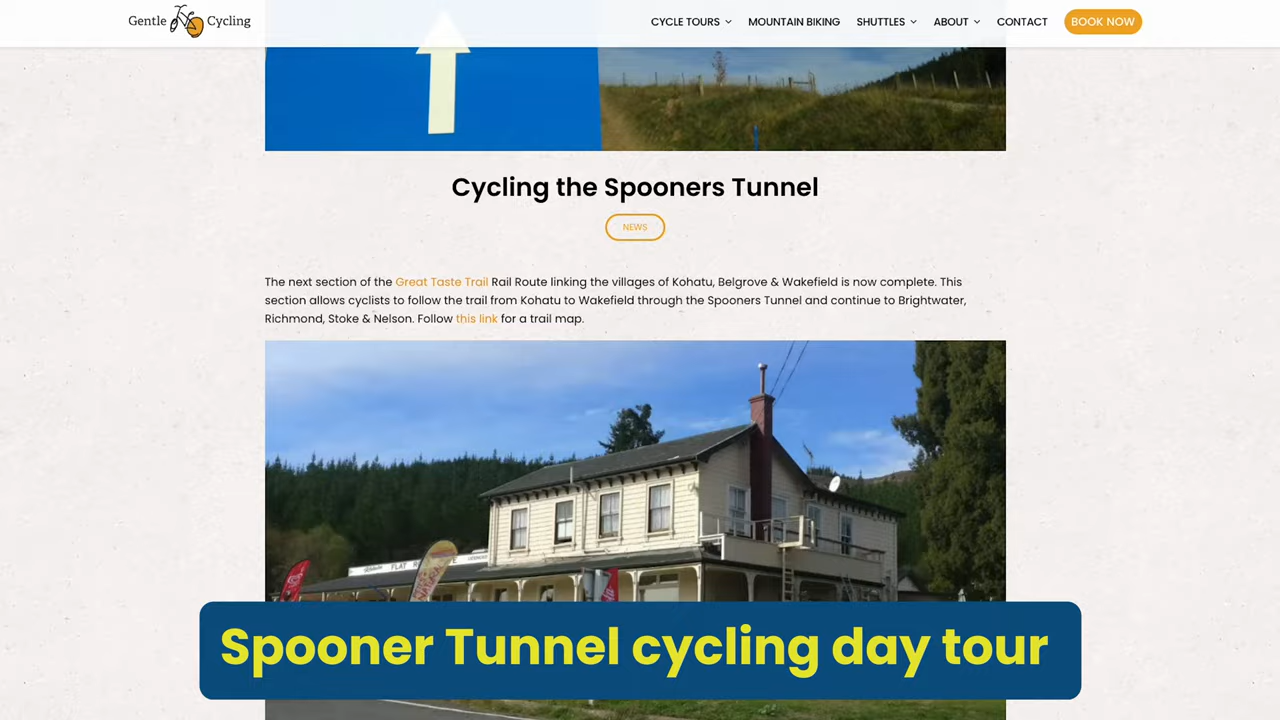 Gentle Cycling
CYCLE TOURS MOUNTAIN BIKING SHUTTLES ABOUT CONTACT BOOK NOW
Cycling the Spooners Tunnel
NEWS
The next section of the Great Taste Trail Rail Route linking the villages of Kohatu, Belgrove & Wakefield is now complete. This
section allows cyclists to follow the trail from Kohatu to Wakefield through the Spooners Tunnel and continue to Brightwater,
Richmond, Stoke & Nelson. Follow this link for a trail map.
Spooner Tunnel cycling day tour